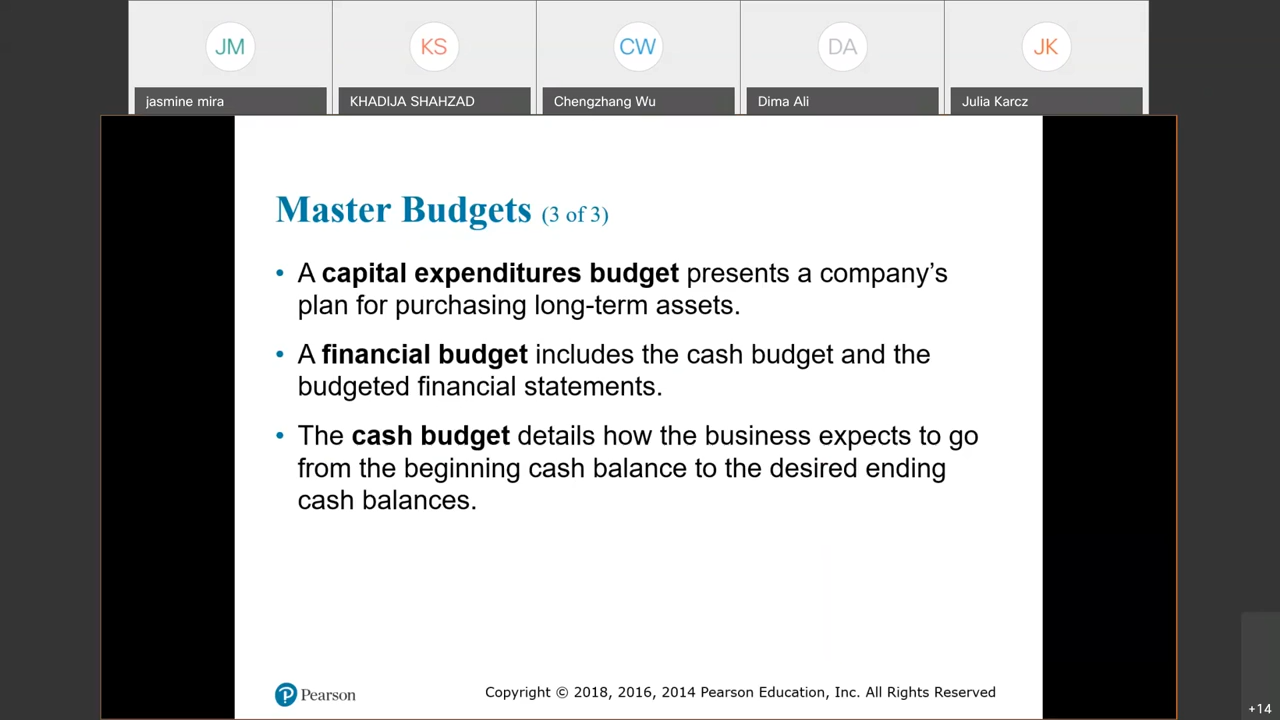 JM
KS
CW
DA
JK
jasmine mira
KHADIJA SHAHZAD
Chengzhang Wu
Dima Ali
Julia Karcz
Master Budgets (3 of 3)
• A capital expenditures budget presents a company’s
plan for purchasing long-term assets.
• A financial budget includes the cash budget and the
budgeted financial statements.
• The cash budget details how the business expects to go
from the beginning cash balance to the desired ending
cash balances.
P Pearson
Copyright © 2018, 2016, 2014 Pearson Education, Inc. All Rights Reserved
+14